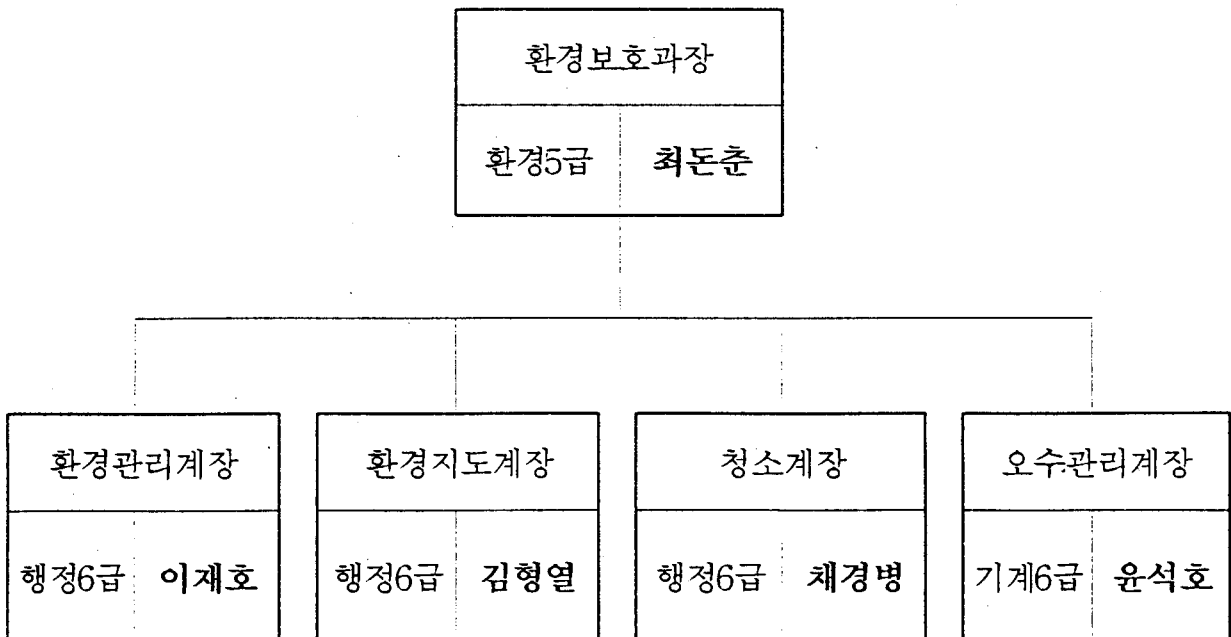 환경보호과장
환경5급 최돈춘
환경관리계장 환경지도계장 청소계장 오수관리계장
행정6급 이재호 행정6급 김형열 행정6급 채경병 기계6급 윤석호